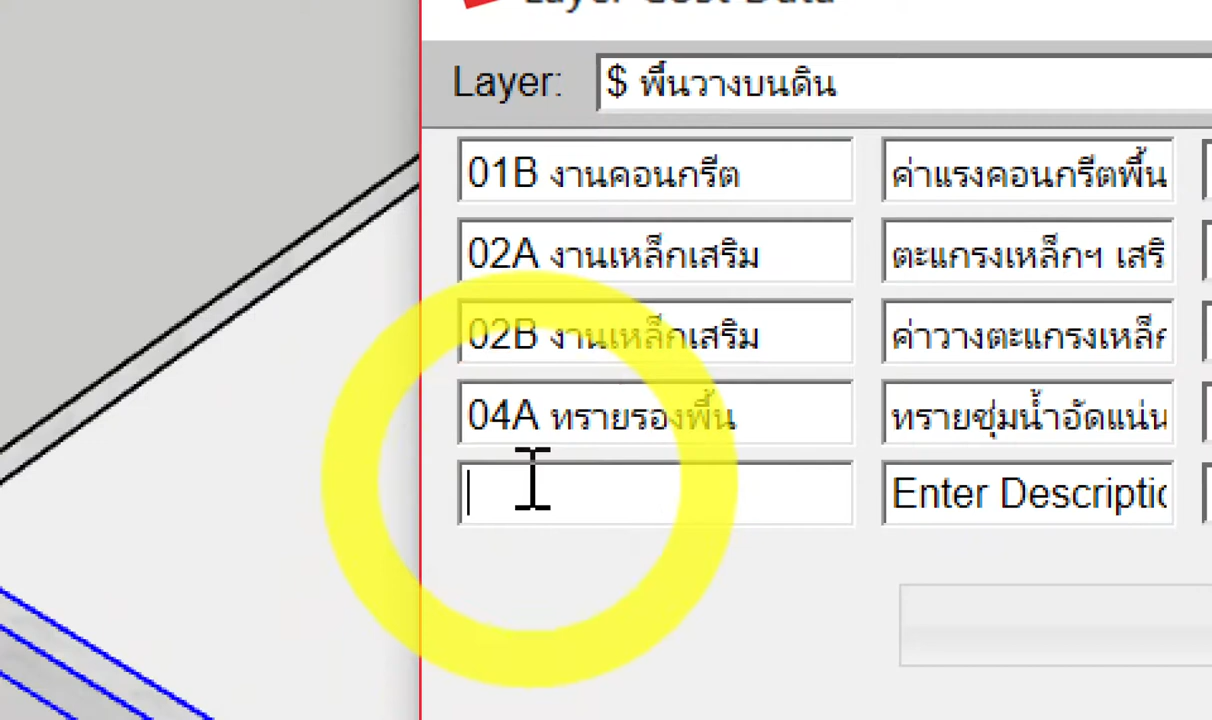 Layer Cost Data
Layer: $ พื้นวางบนดิน
01B งานคอนกรีต ค่าแรงคอนกรีตพื้น
02A งานเหล็กเสริม ตะแกรงเหล็กฯ เสริ
02B งานเหล็กเสริม ค่าวางตะแกรงเหล็ก
04A ทรายรองพื้น ทรายชุ่มน้ำอัดแน่น
Enter Descriptic